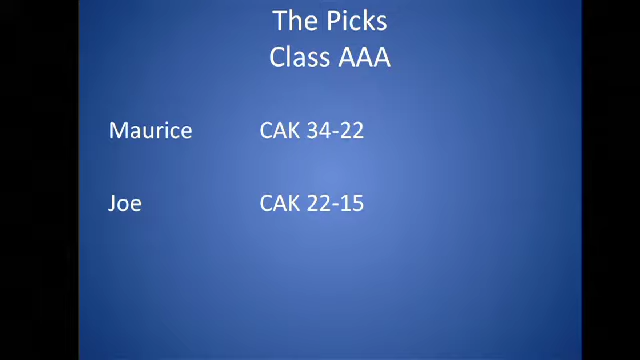 The Picks
Class AAA
Maurice CAK 34-22
Joe CAK 22-15